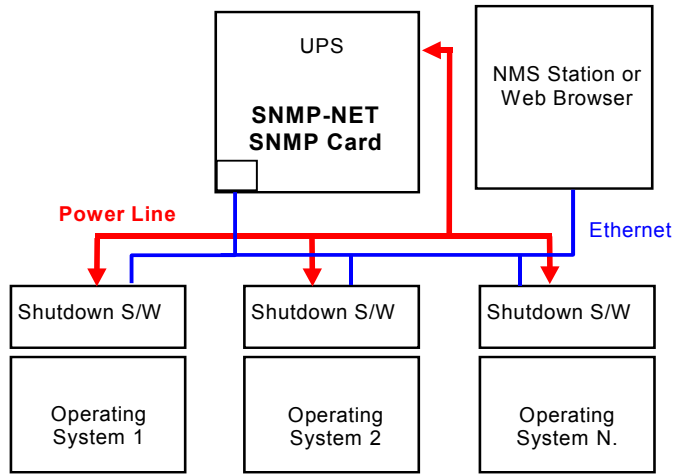 UPS
SNMP-NET
SNMP Card
NMS Station or
Web Browser
Power Line
Ethernet
Shutdown S/W
Shutdown S/W
Shutdown S/W
Operating
System 1
Operating
System 2
Operating
System N.